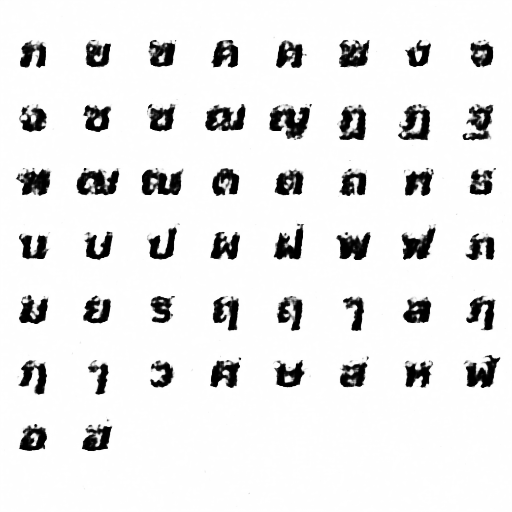 ก ข ฃ ค ฅ ฆ ง จ
ฉ ช ซ ฌ ญ ฎ ฏ ฐ
ฑ ฒ ณ ด ต ถ ท ธ
น บ ป ผ ฝ พ ฟ ภ
ม ย ร ฤ ฤ ๅ ล ฦ
ฦ ๅ ว ศ ษ ส ห ฬ
อ ฮ